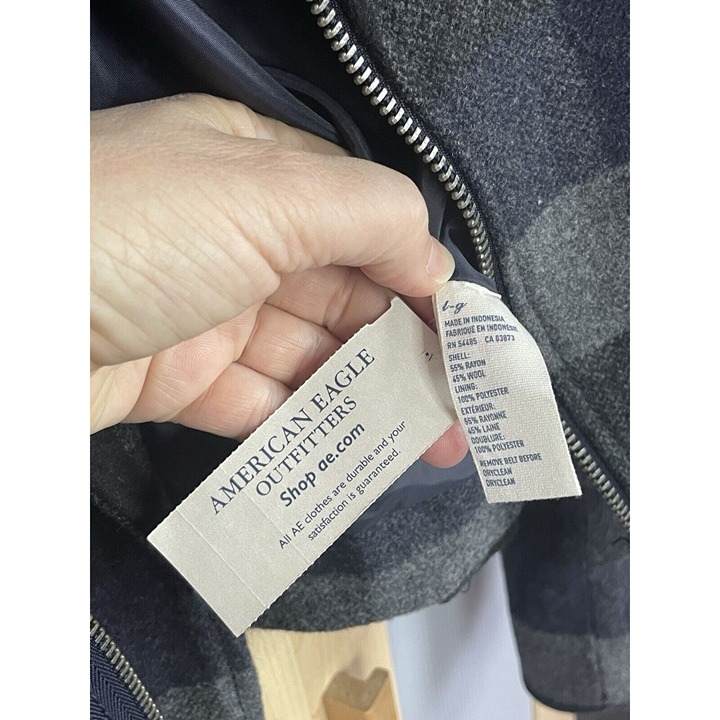 AMERICAN EAGLE
OUTFITTERS
Shop ae.com
All AE clothes are durable and your
satisfaction is guaranteed.
l-g
MADE IN INDONESIA
FABRIQUÉ EN INDONESIE
RN 54485 CA 03873
SHELL:
55% RAYON
45% WOOL
LINING:
100% POLYESTER
EXTÉRIEUR:
55% RAYONNE
45% LAINE
DOUBLURE:
100% POLYESTER
REMOVE BELT BEFORE
DRYCLEAN
DRYCLEAN